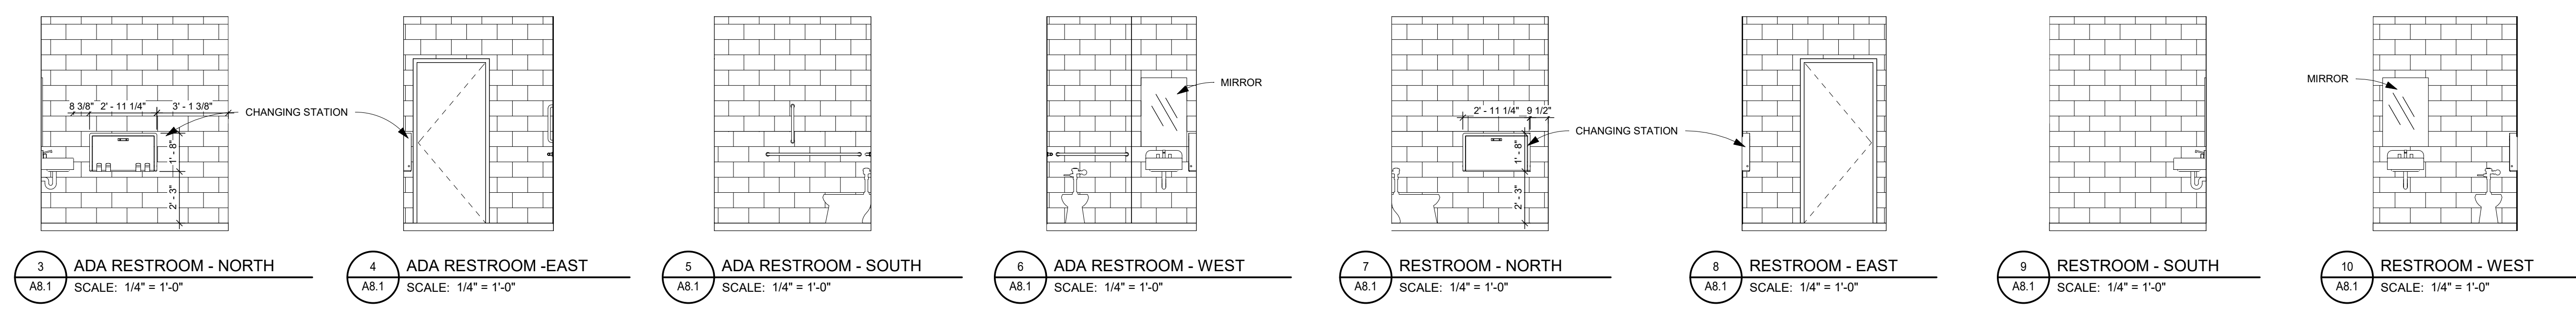 8 3/8" 2' - 11 1/4" 3' - 1 3/8"
CHANGING STATION
1' - 8"
2' - 3"
3
A8.1
ADA RESTROOM - NORTH
SCALE: 1/4" = 1'-0"
4
A8.1
ADA RESTROOM -EAST
SCALE: 1/4" = 1'-0"
5
A8.1
ADA RESTROOM - SOUTH
SCALE: 1/4" = 1'-0"
MIRROR
6
A8.1
ADA RESTROOM - WEST
SCALE: 1/4" = 1'-0"
2' - 11 1/4" 9 1/2"
CHANGING STATION
1' - 8"
2' - 3"
7
A8.1
RESTROOM - NORTH
SCALE: 1/4" = 1'-0"
8
A8.1
RESTROOM - EAST
SCALE: 1/4" = 1'-0"
9
A8.1
RESTROOM - SOUTH
SCALE: 1/4" = 1'-0"
MIRROR
10
A8.1
RESTROOM - WEST
SCALE: 1/4" = 1'-0"